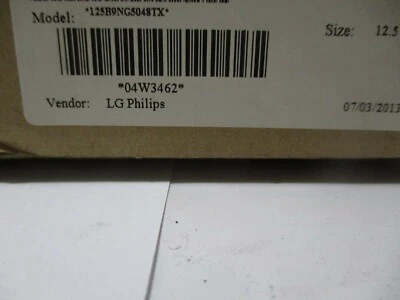 Model: *125B9NG5048TX*
Size: 12.5
*04W3462*
Vendor: LG Philips
07/03/2013